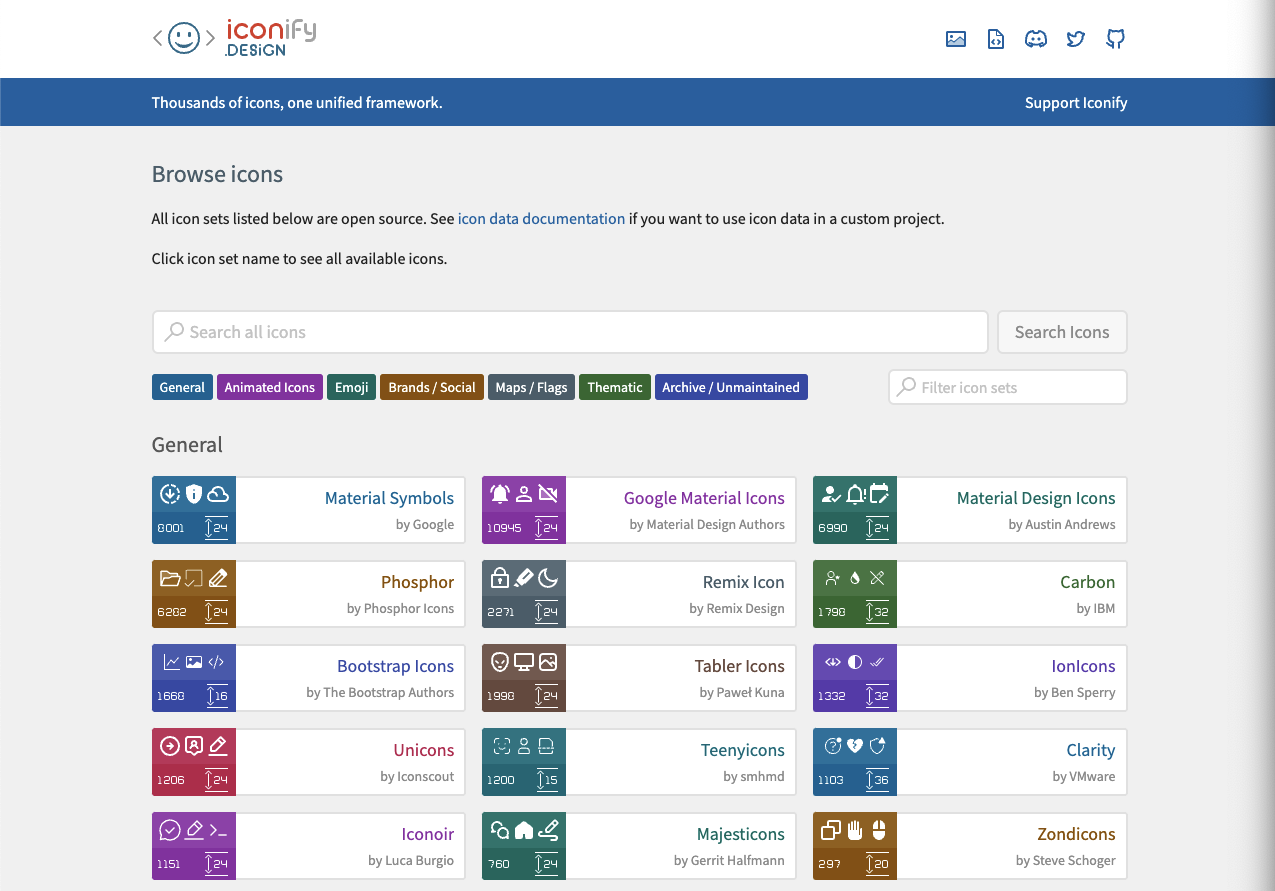 iconiFy
.DESiGN
Thousands of icons, one unified framework.
Support Iconify
Browse icons
All icon sets listed below are open source. See icon data documentation if you want to use icon data in a custom project.
Click icon set name to see all available icons.
Search all icons
Search Icons
General
Animated Icons
Emoji
Brands / Social
Maps / Flags
Thematic
Archive / Unmaintained
Filter icon sets
General
8001
24
Material Symbols
by Google
10945
24
Google Material Icons
by Material Design Authors
6990
24
Material Design Icons
by Austin Andrews
6282
24
Phosphor
by Phosphor Icons
2271
24
Remix Icon
by Remix Design
1798
32
Carbon
by IBM
1668
16
Bootstrap Icons
by The Bootstrap Authors
1998
24
Tabler Icons
by Paweł Kuna
1332
32
IonIcons
by Ben Sperry
1206
24
Unicons
by Iconscout
1200
15
Teenyicons
by smhmd
1103
36
Clarity
by VMware
1151
24
Iconoir
by Luca Burgio
760
24
Majesticons
by Gerrit Halfmann
297
20
Zondicons
by Steve Schoger